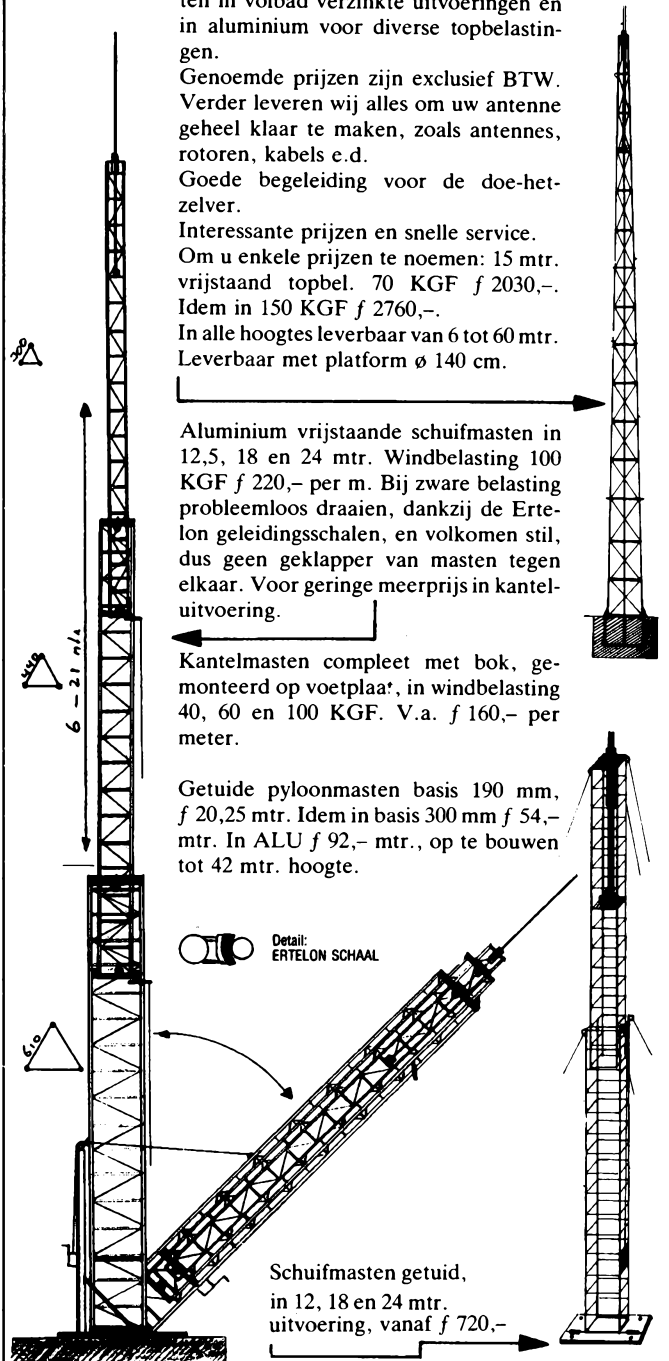 ten in volbad verzinkte uitvoeringen en
in aluminium voor diverse topbelastin-
gen.
Genoemde prijzen zijn exclusief BTW.
Verder leveren wij alles om uw antenne
geheel klaar te maken, zoals antennes,
rotoren, kabels e.d.
Goede begeleiding voor de doe-het-
zelver.
Interessante prijzen en snelle service.
Om u enkele prijzen te noemen: 15 mtr.
vrijstaand topbel. 70 KGF ƒ 2030,–.
Idem in 150 KGF ƒ 2760,–.
In alle hoogtes leverbaar van 6 tot 60 mtr.
Leverbaar met platform ø 140 cm.
300
Aluminium vrijstaande schuifmasten in
12,5, 18 en 24 mtr. Windbelasting 100
KGF ƒ 220,– per m. Bij zware belasting
probleemloos draaien, dankzij de Erte-
lon geleidingsschalen, en volkomen stil,
dus geen geklapper van masten tegen
elkaar. Voor geringe meerprijs in kantel-
uitvoering.
440
6 – 21 m/s
Kantelmasten compleet met bok, ge-
monteerd op voetplaat, in windbelasting
40, 60 en 100 KGF. V.a. ƒ 160,– per
meter.
Getuide pyloonmasten basis 190 mm,
ƒ 20,25 mtr. Idem in basis 300 mm ƒ 54,–
mtr. In ALU ƒ 92,– mtr., op te bouwen
tot 42 mtr. hoogte.
Detail:
ERTELON SCHAAL
610
Schuifmasten getuid,
in 12, 18 en 24 mtr.
uitvoering, vanaf ƒ 720,–